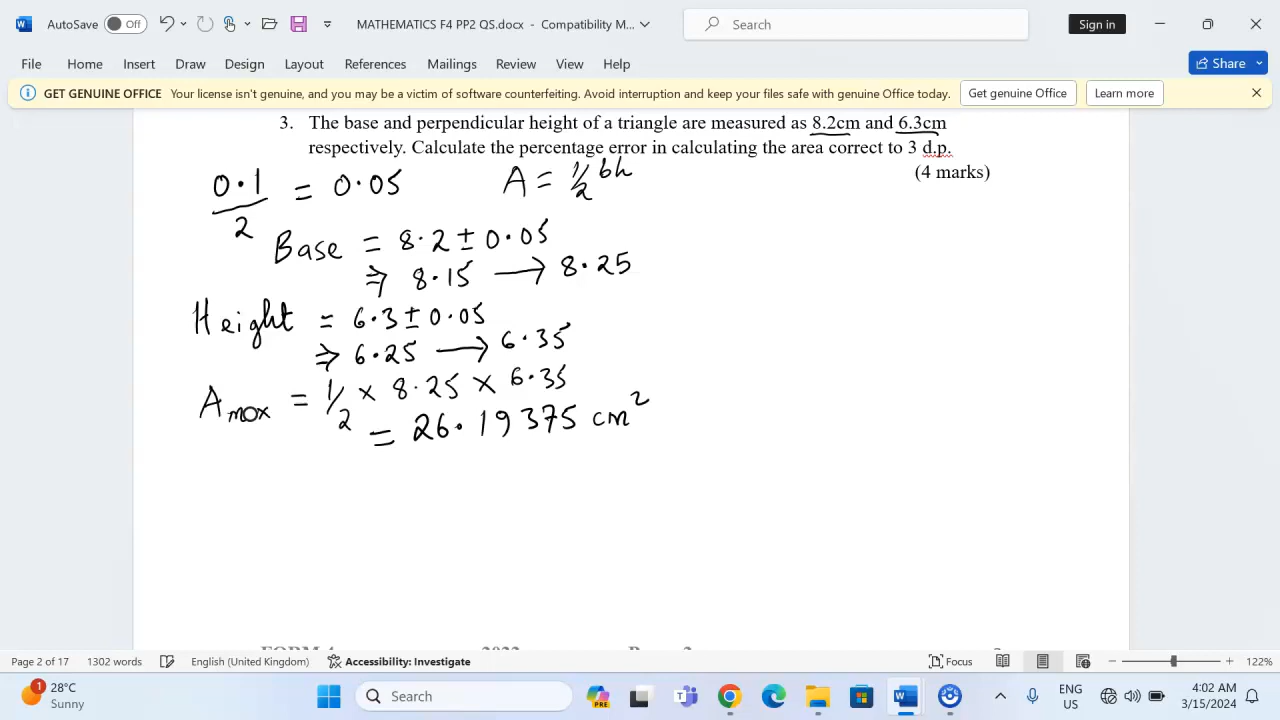 AutoSave Off MATHEMATICS F4 PP2 QS.docx - Compatibility M... Search Sign in
File Home Insert Draw Design Layout References Mailings Review View Help Share
GET GENUINE OFFICE Your license isn't genuine, and you may be a victim of software counterfeiting. Avoid interruption and keep your files safe with genuine Office today. Get genuine Office Learn more
3. The base and perpendicular height of a triangle are measured as 8.2cm and 6.3cm
respectively. Calculate the percentage error in calculating the area correct to 3 d.p.
(4 marks)
0.1/2 = 0.05 A = 1/2 bh
Base = 8.2 ± 0.05
⇒ 8.15 → 8.25
Height = 6.3 ± 0.05
⇒ 6.25 → 6.35
Amax = 1/2 × 8.25 × 6.35
= 26.19375 cm²
Page 2 of 17 1302 words English (United Kingdom) Accessibility: Investigate Focus 122%
28°C
Sunny
1
Search
PRE
ENG
US
4:02 AM
3/15/2024